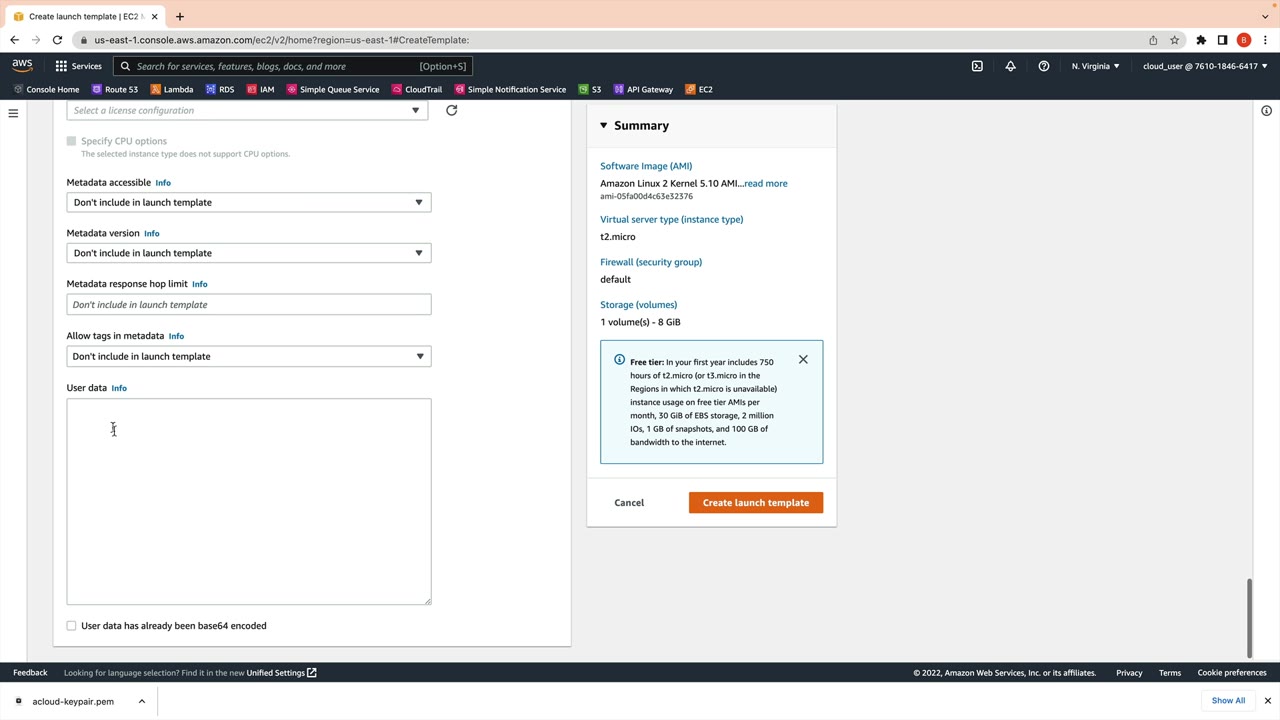 Create launch template | EC2 M
us-east-1.console.aws.amazon.com/ec2/v2/home?region=us-east-1#CreateTemplate:
B
aws
Services
Search for services, features, blogs, docs, and more
[Option+S]
N. Virginia
cloud_user @ 7610-1846-6417
Console Home
Route 53
Lambda
RDS
IAM
Simple Queue Service
CloudTrail
Simple Notification Service
S3
API Gateway
EC2
Select a license configuration
Specify CPU options
The selected instance type does not support CPU options.
Metadata accessible Info
Don't include in launch template
Metadata version Info
Don't include in launch template
Metadata response hop limit Info
Don't include in launch template
Allow tags in metadata Info
Don't include in launch template
User data Info
User data has already been base64 encoded
Summary
Software Image (AMI)
Amazon Linux 2 Kernel 5.10 AMI...read more
ami-05fa00d4c63e32376
Virtual server type (instance type)
t2.micro
Firewall (security group)
default
Storage (volumes)
1 volume(s) - 8 GiB
Free tier: In your first year includes 750
hours of t2.micro (or t3.micro in the
Regions in which t2.micro is unavailable)
instance usage on free tier AMIs per
month, 30 GiB of EBS storage, 2 million
IOs, 1 GB of snapshots, and 100 GB of
bandwidth to the internet.
Cancel
Create launch template
Feedback
Looking for language selection? Find it in the new Unified Settings
© 2022, Amazon Web Services, Inc. or its affiliates.
Privacy
Terms
Cookie preferences
acloud-keypair.pem
Show All